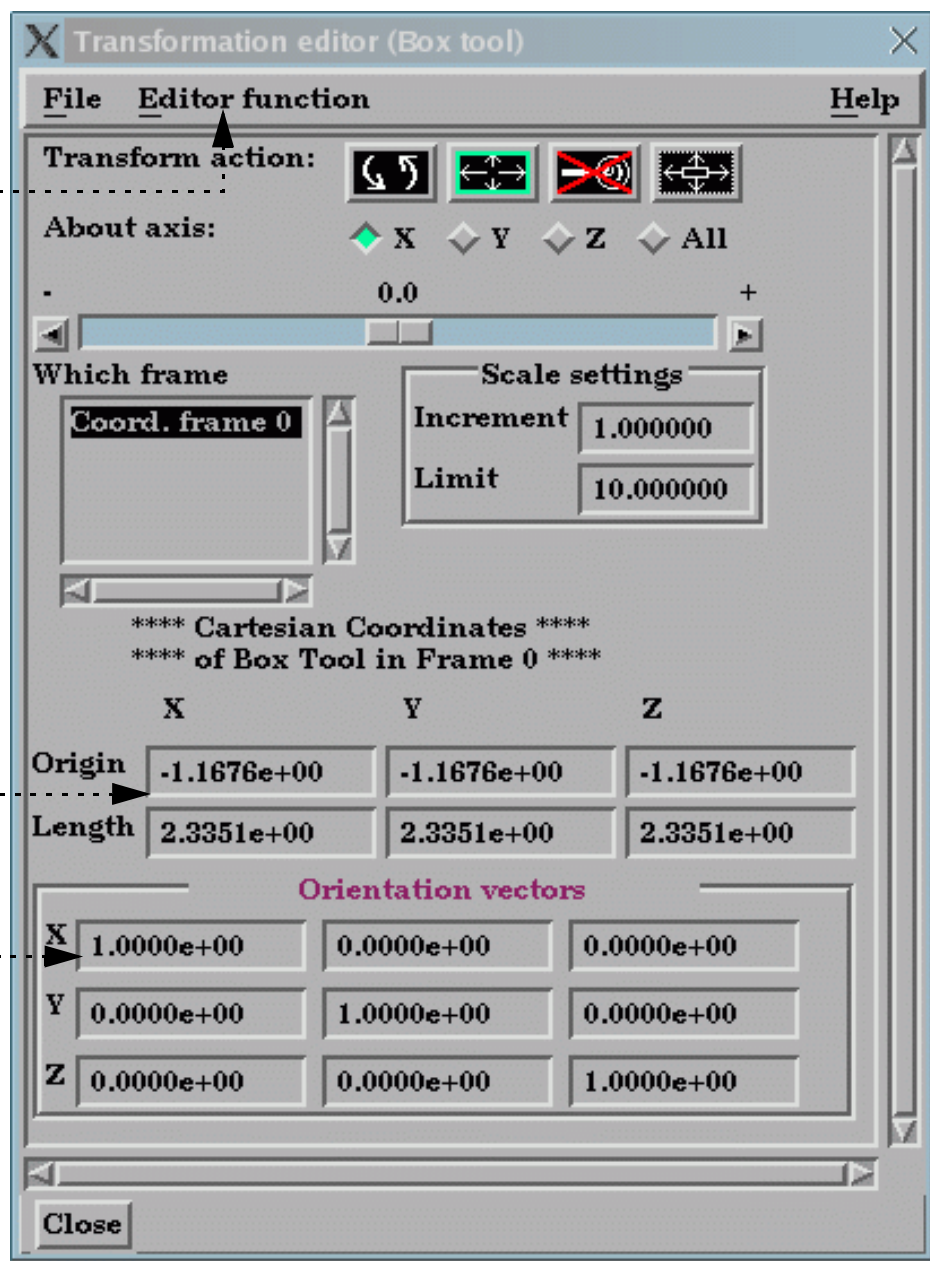 Transformation editor (Box tool)
File Editor function Help
Transform action:
About axis: X Y Z All
- 0.0 +
Which frame
Coord. frame 0
Scale settings
Increment 1.000000
Limit 10.000000
**** Cartesian Coordinates ****
**** of Box Tool in Frame 0 ****
X Y Z
Origin -1.1676e+00 -1.1676e+00 -1.1676e+00
Length 2.3351e+00 2.3351e+00 2.3351e+00
Orientation vectors
X 1.0000e+00 0.0000e+00 0.0000e+00
Y 0.0000e+00 1.0000e+00 0.0000e+00
Z 0.0000e+00 0.0000e+00 1.0000e+00
Close